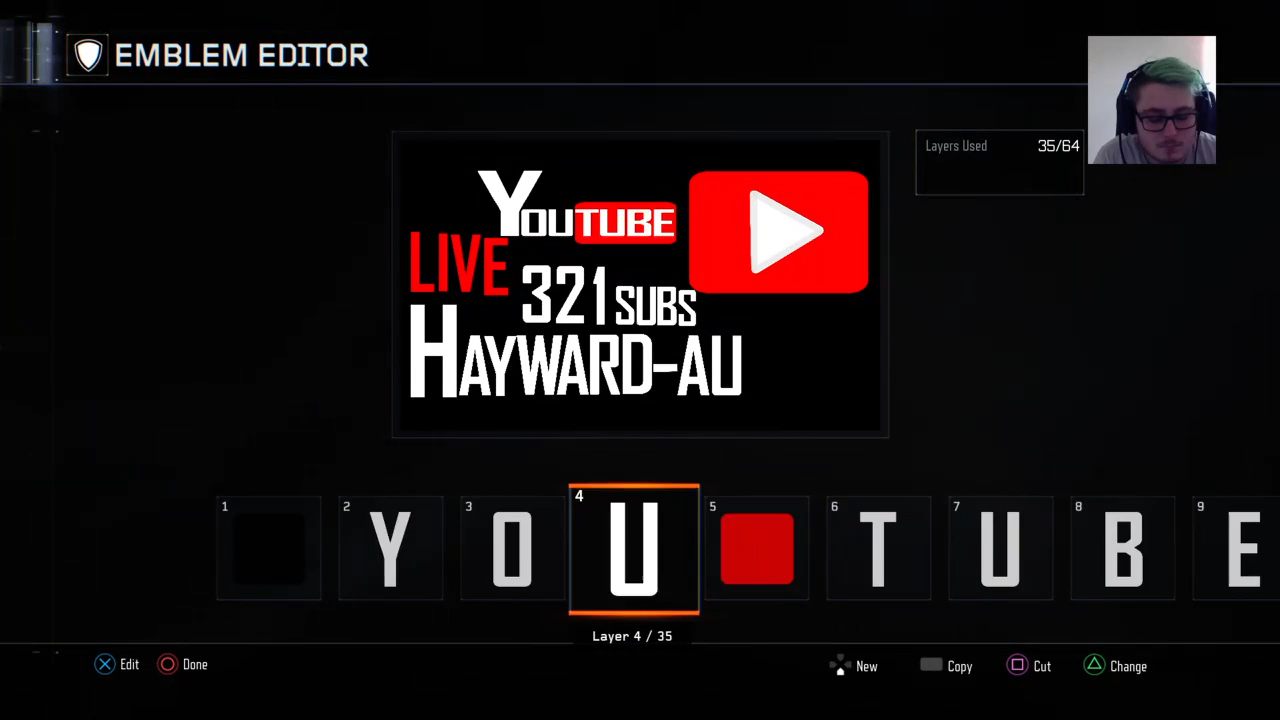 EMBLEM EDITOR
Layers Used 35/64
YOUTUBE
LIVE
321 SUBS
HAYWARD-AU
1 2 3 4 5 6 7 8 9
Y O U T U B E
Layer 4 / 35
Edit Done New Copy Cut Change